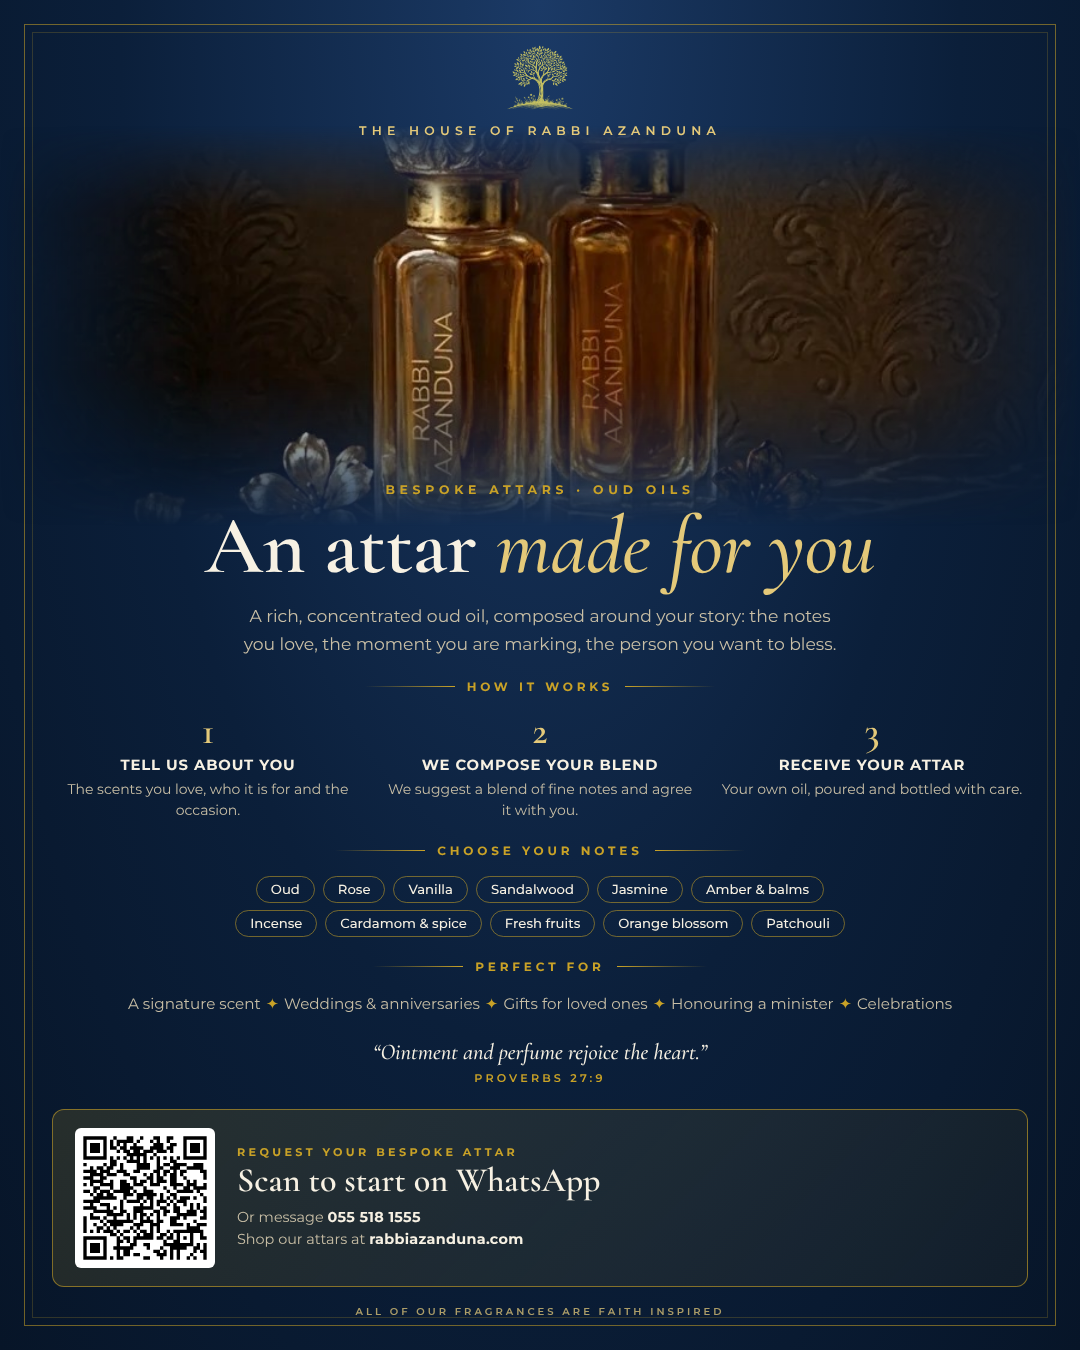 THE HOUSE OF RABBI AZANDUNA
RABBI
AZANDUNA
RABBI
AZANDUNA
BESPOKE ATTARS · OUD OILS
An attar made for you
A rich, concentrated oud oil, composed around your story: the notes
you love, the moment you are marking, the person you want to bless.
HOW IT WORKS
1
TELL US ABOUT YOU
The scents you love, who it is for and the
occasion.
2
WE COMPOSE YOUR BLEND
We suggest a blend of fine notes and agree
it with you.
3
RECEIVE YOUR ATTAR
Your own oil, poured and bottled with care.
CHOOSE YOUR NOTES
Oud Rose Vanilla Sandalwood Jasmine Amber & balms
Incense Cardamom & spice Fresh fruits Orange blossom Patchouli
PERFECT FOR
A signature scent ✦ Weddings & anniversaries ✦ Gifts for loved ones ✦ Honouring a minister ✦ Celebrations
“Ointment and perfume rejoice the heart.”
PROVERBS 27:9
REQUEST YOUR BESPOKE ATTAR
Scan to start on WhatsApp
Or message 055 518 1555
Shop our attars at rabbiazanduna.com
ALL OF OUR FRAGRANCES ARE FAITH INSPIRED